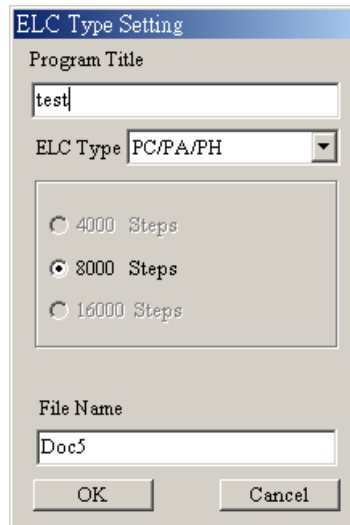 ELC Type Setting
Program Title
test
ELC Type PC/PA/PH
4000 Steps
8000 Steps
16000 Steps
File Name
Doc5
OK Cancel